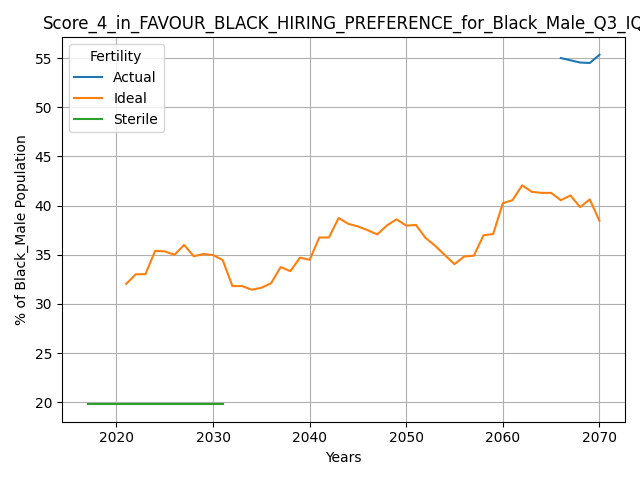 Score_4_in_FAVOUR_BLACK_HIRING_PREFERENCE_for_Black_Male_Q3_IQ
Fertility
Actual
Ideal
Sterile
% of Black_Male Population
55
50
45
40
35
30
25
20
2020 2030 2040 2050 2060 2070
Years